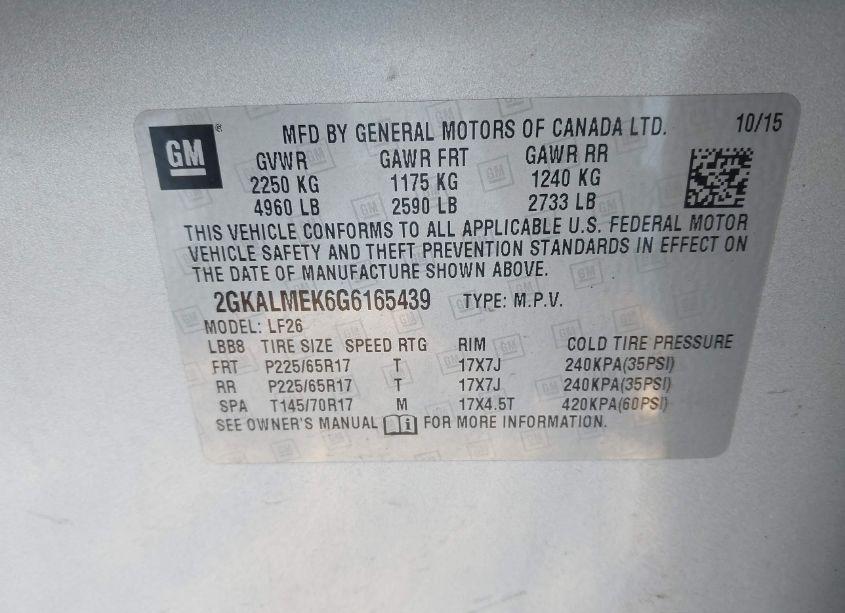 GM® MFD BY GENERAL MOTORS OF CANADA LTD. 10/15
GVWR GAWR FRT GAWR RR
2250 KG 1175 KG 1240 KG
4960 LB 2590 LB 2733 LB
THIS VEHICLE CONFORMS TO ALL APPLICABLE U.S. FEDERAL MOTOR
VEHICLE SAFETY AND THEFT PREVENTION STANDARDS IN EFFECT ON
THE DATE OF MANUFACTURE SHOWN ABOVE.
2GKALMEK6G6165439 TYPE: M.P.V.
MODEL: LF26
LBB8 TIRE SIZE SPEED RTG RIM COLD TIRE PRESSURE
FRT P225/65R17 T 17X7J 240KPA(35PSI)
RR P225/65R17 T 17X7J 240KPA(35PSI)
SPA T145/70R17 M 17X4.5T 420KPA(60PSI)
SEE OWNER'S MANUAL FOR MORE INFORMATION.